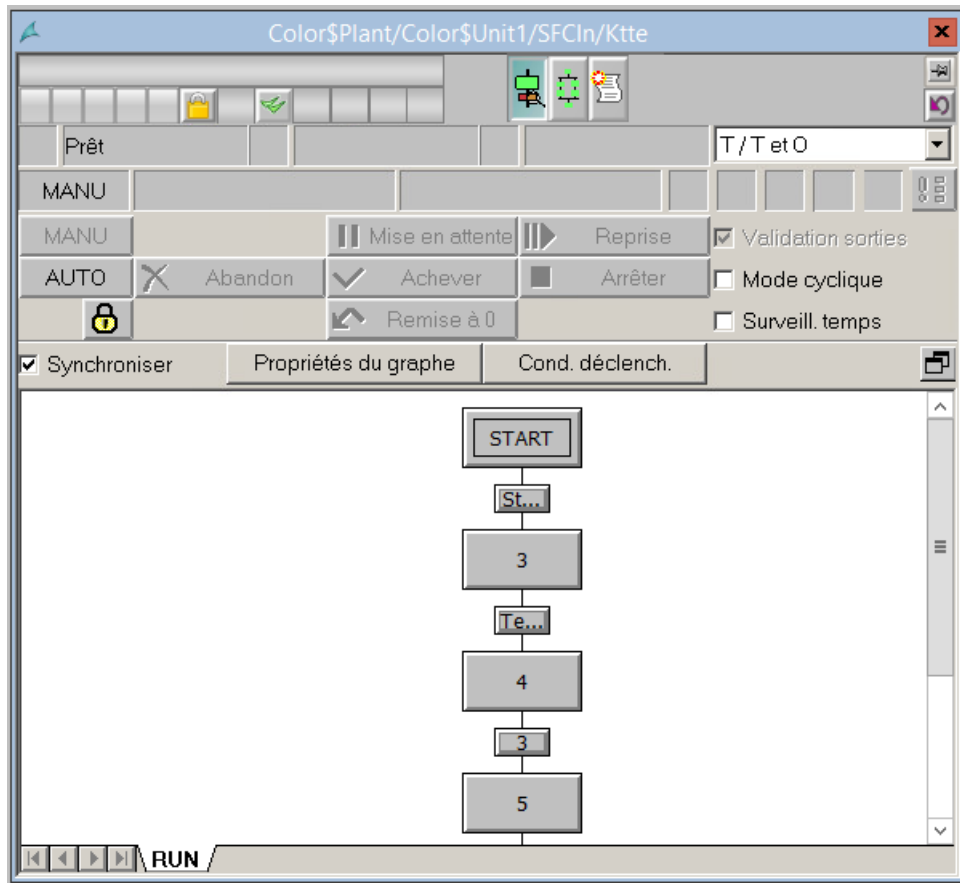 Color$Plant/Color$Unit1/SFCIn/Ktte
Prêt
T / T et O
MANU
MANU
Mise en attente
Reprise
Validation sorties
AUTO
Abandon
Achever
Arrêter
Mode cyclique
Remise à 0
Surveill. temps
Synchroniser
Propriétés du graphe
Cond. déclench.
START
St...
3
Te...
4
3
5
RUN